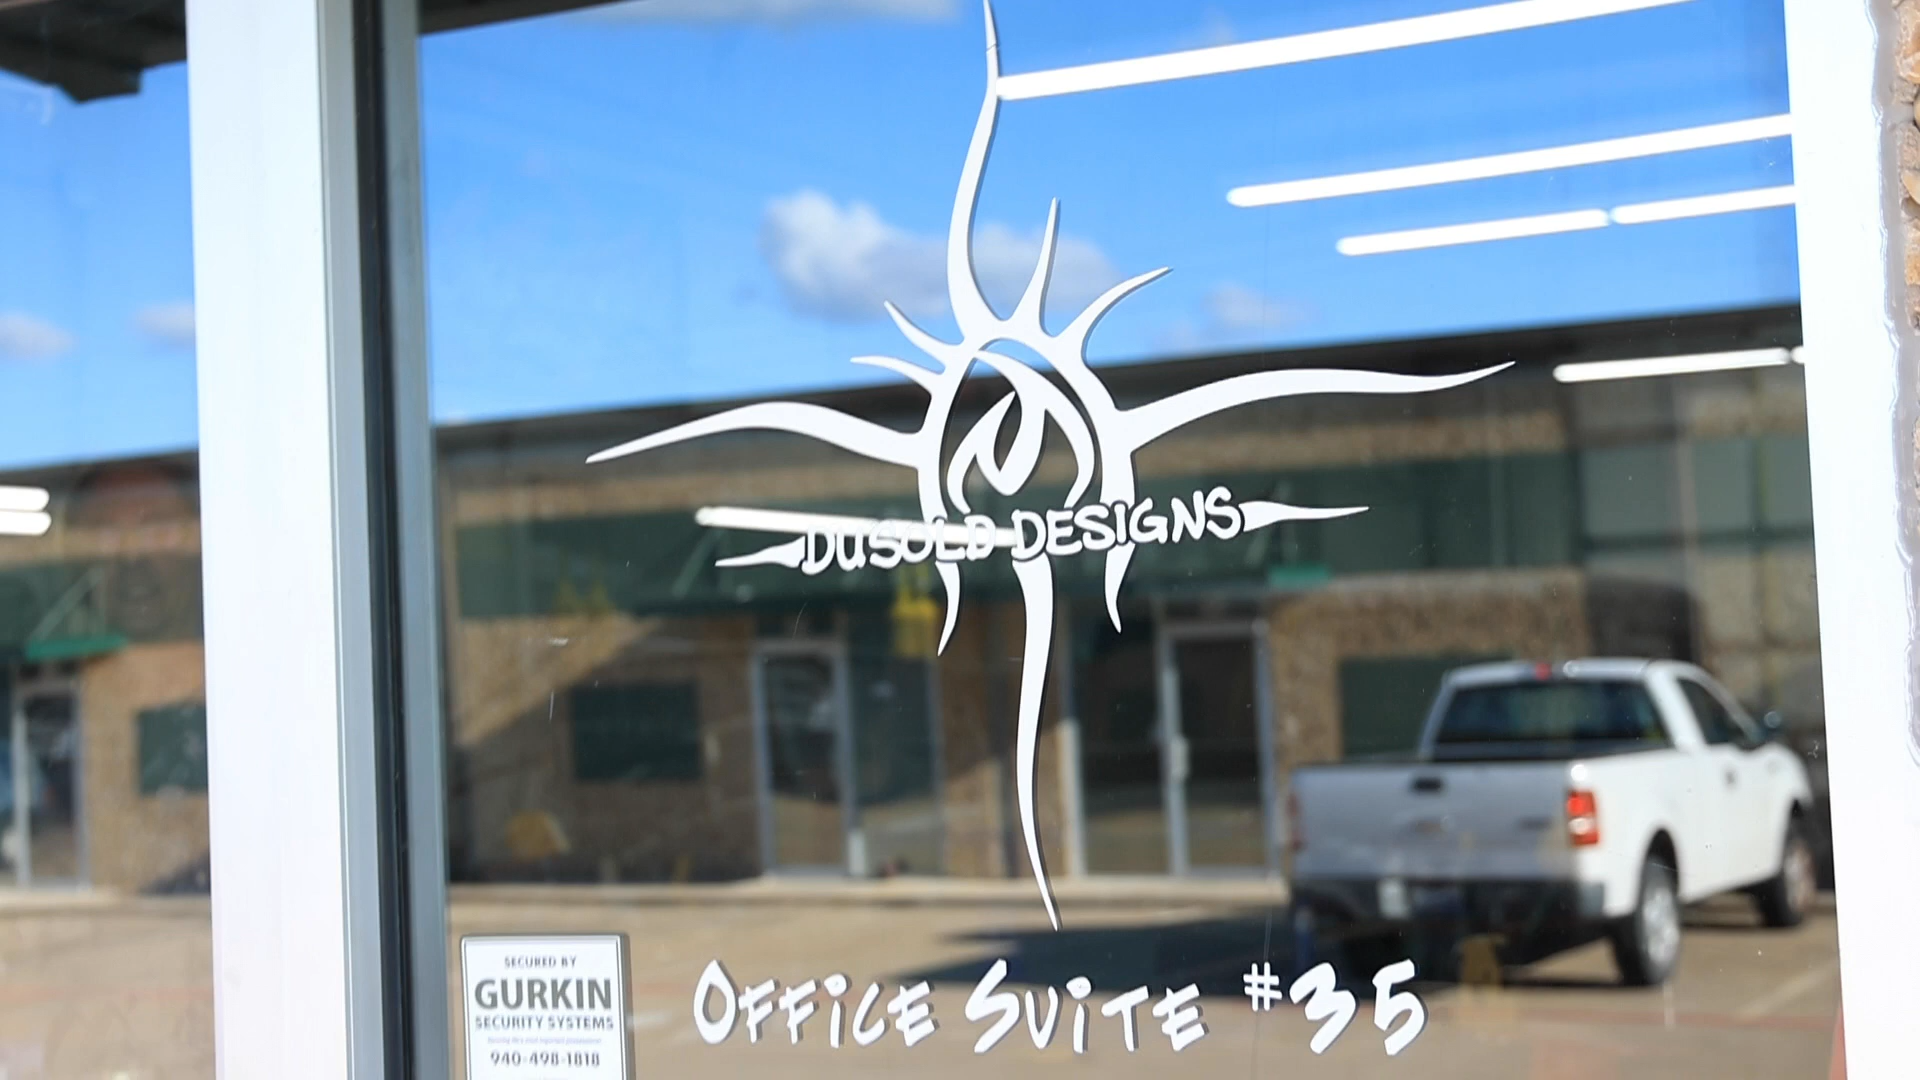 DUSOLD DESIGNS
OFFICE SUITE #35
SECURED BY
GURKIN
SECURITY SYSTEMS
940-498-1818